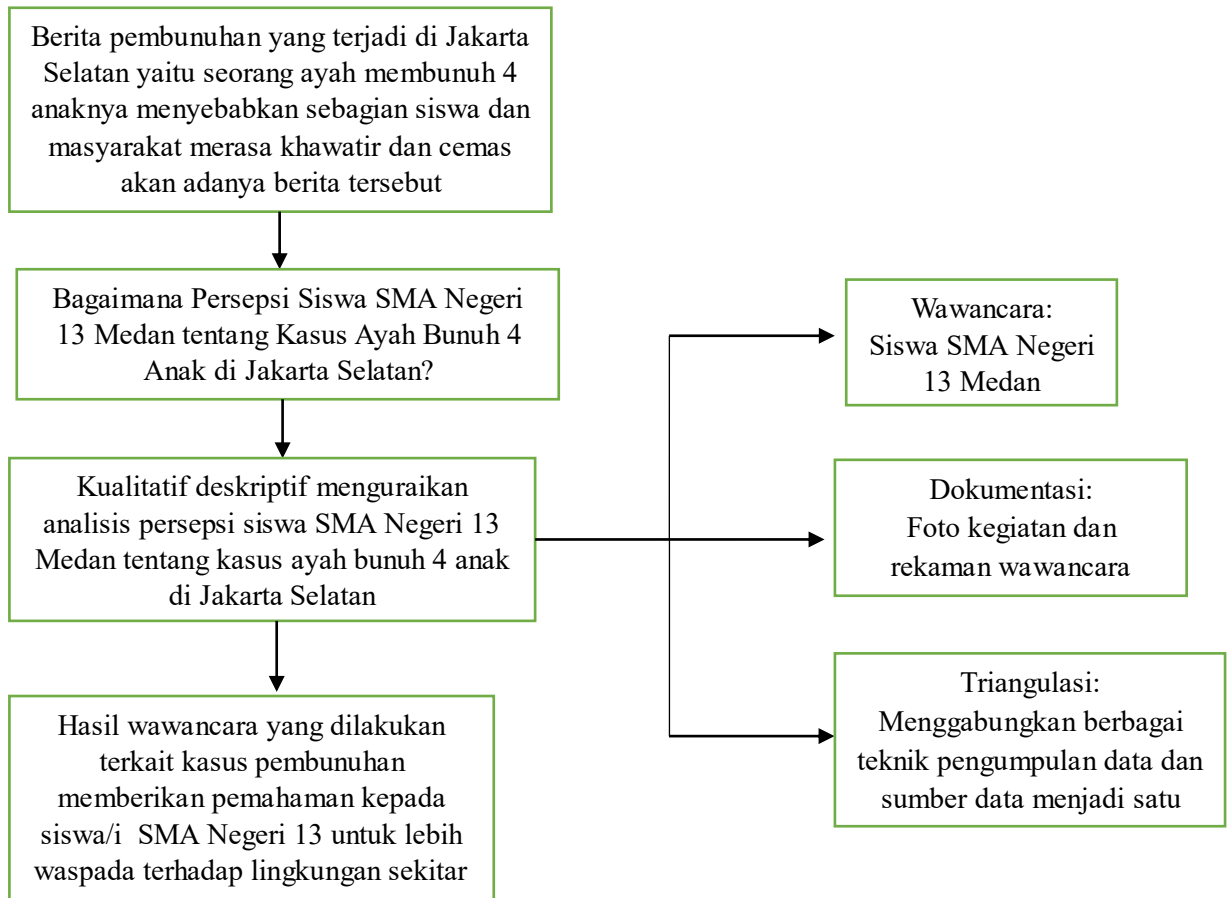 Berita pembunuhan yang terjadi di Jakarta
Selatan yaitu seorang ayah membunuh 4
anaknya menyebabkan sebagian siswa dan
masyarakat merasa khawatir dan cemas
akan adanya berita tersebut
Bagaimana Persepsi Siswa SMA Negeri
13 Medan tentang Kasus Ayah Bunuh 4
Anak di Jakarta Selatan?
Kualitatif deskriptif menguraikan
analisis persepsi siswa SMA Negeri 13
Medan tentang kasus ayah bunuh 4 anak
di Jakarta Selatan
Hasil wawancara yang dilakukan
terkait kasus pembunuhan
memberikan pemahaman kepada
siswa/i SMA Negeri 13 untuk lebih
waspada terhadap lingkungan sekitar
Wawancara:
Siswa SMA Negeri
13 Medan
Dokumentasi:
Foto kegiatan dan
rekaman wawancara
Triangulasi:
Menggabungkan berbagai
teknik pengumpulan data dan
sumber data menjadi satu